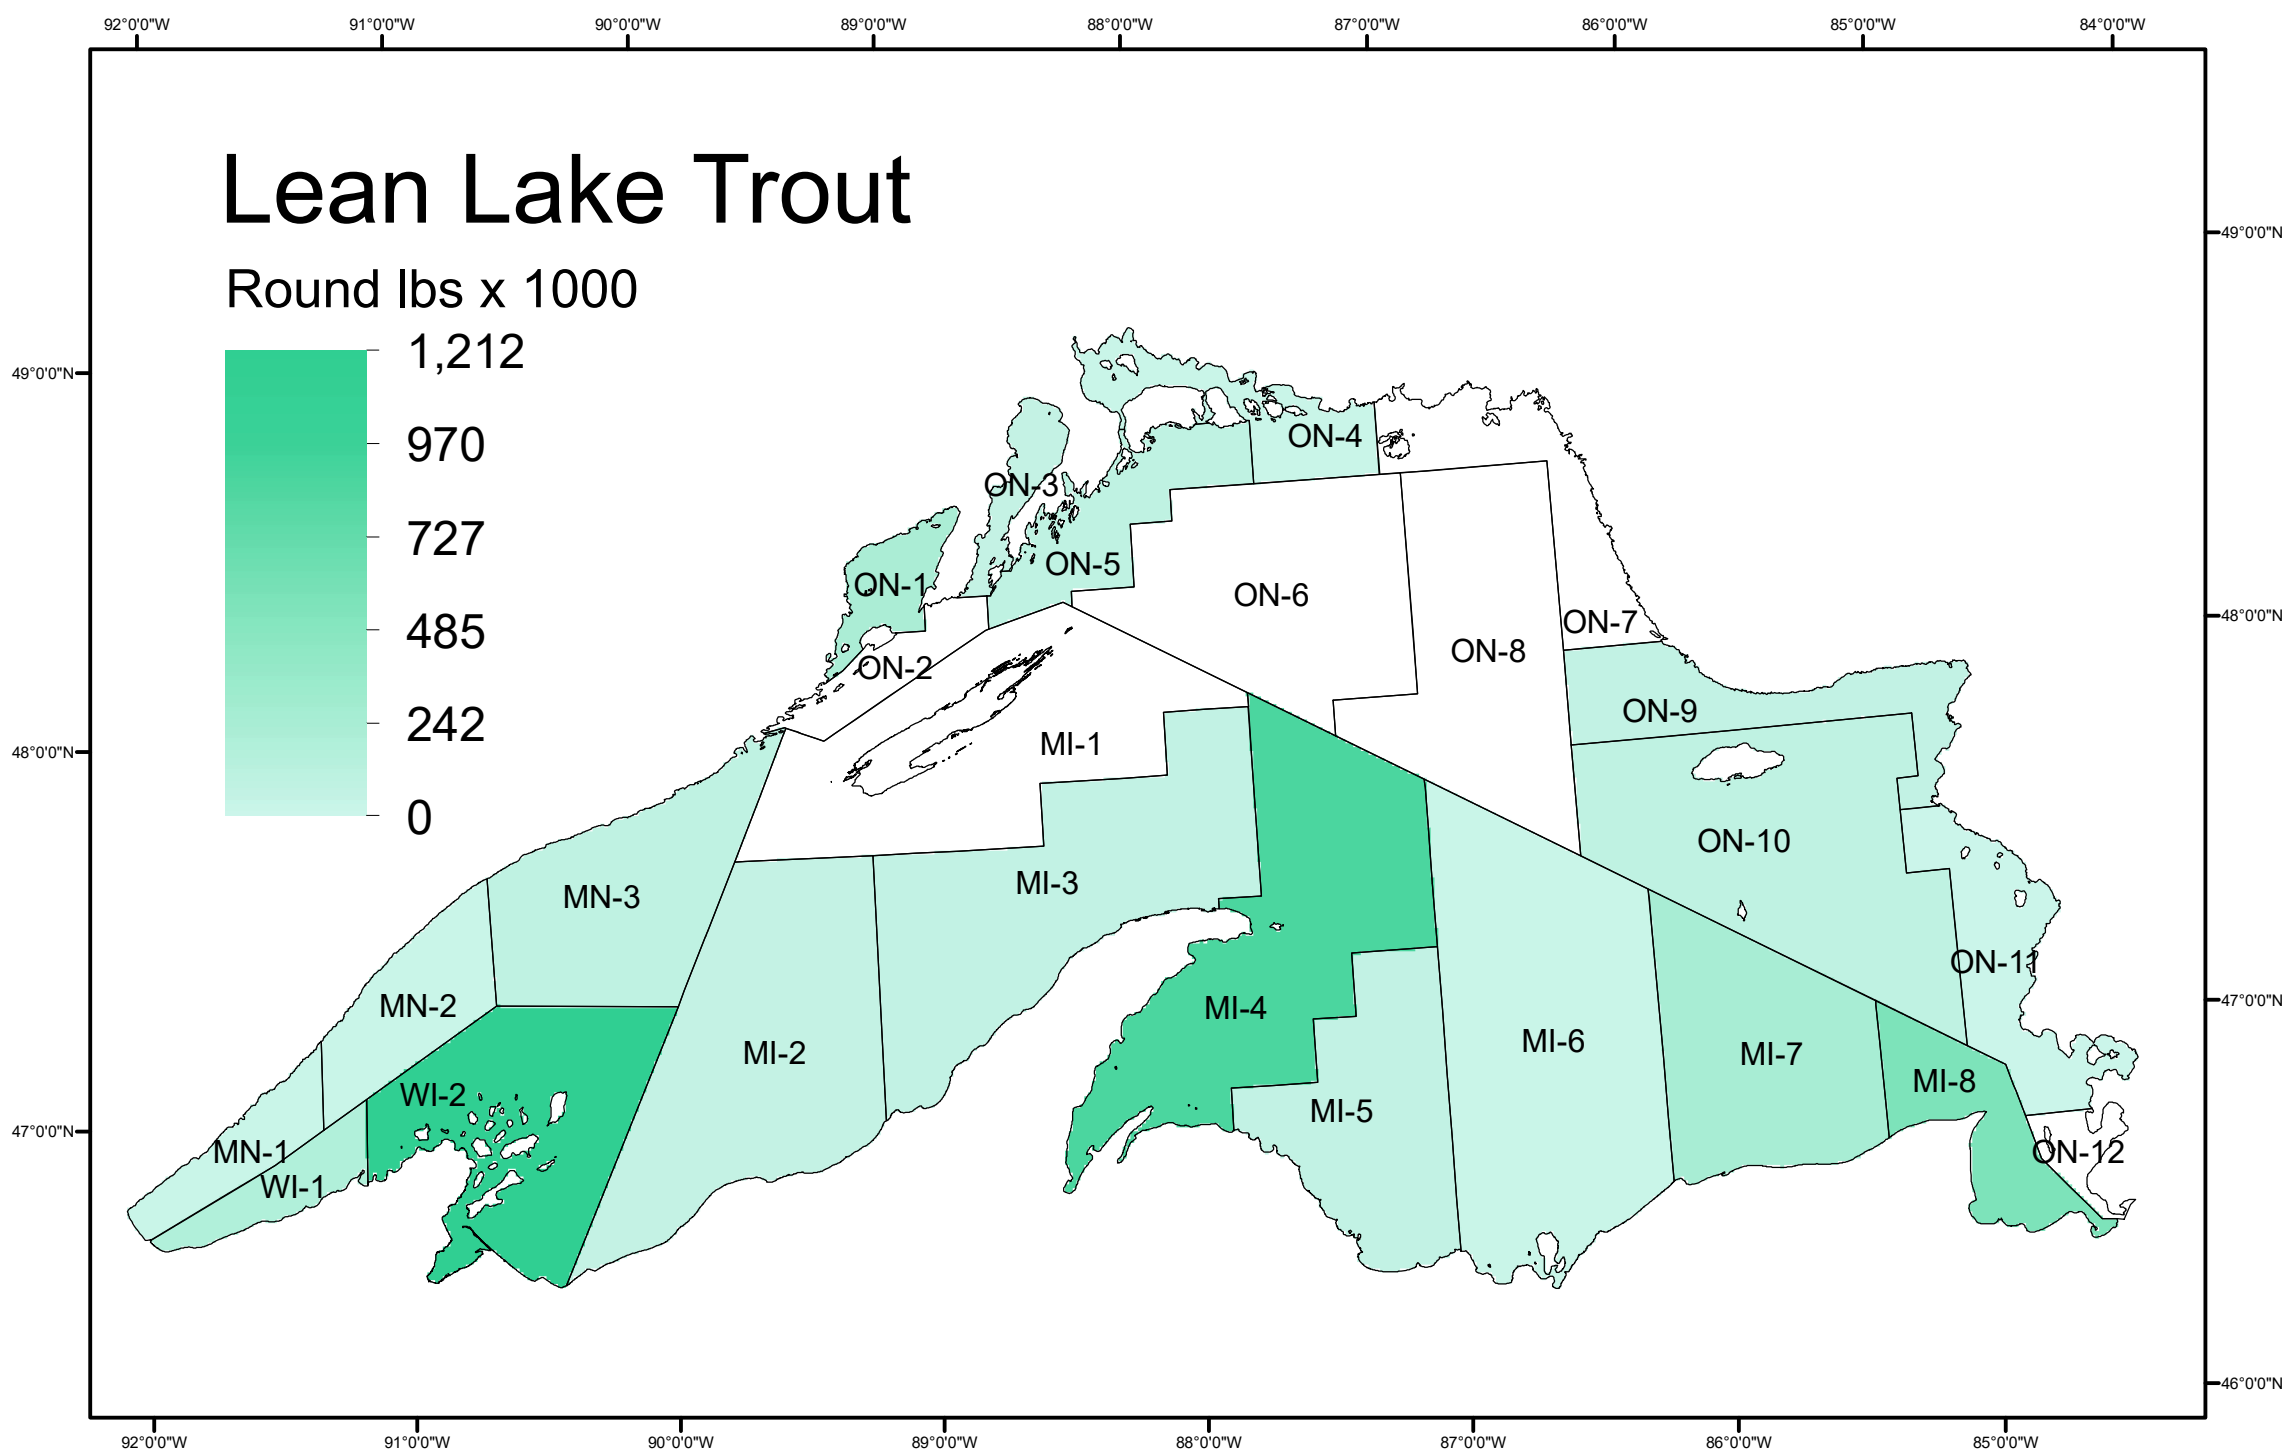 92°0'0"W 91°0'0"W 90°0'0"W 89°0'0"W 88°0'0"W 87°0'0"W 86°0'0"W 85°0'0"W 84°0'0"W
Lean Lake Trout
49°0'0"N
Round lbs x 1000
1,212
49°0'0"N
970
ON-4
ON-3
727
ON-5
ON-1
ON-6
48°0'0"N
ON-7
485
ON-8
ON-2
ON-9
242
MI-1
48°0'0"N
0
ON-10
MI-3
MN-3
ON-11
47°0'0"N
MN-2
MI-4
MI-6
MI-2
MI-7
MI-8
WI-2
MI-5
47°0'0"N
MN-1
ON-12
WI-1
46°0'0"N
92°0'0"W 91°0'0"W 90°0'0"W 89°0'0"W 88°0'0"W 87°0'0"W 86°0'0"W 85°0'0"W